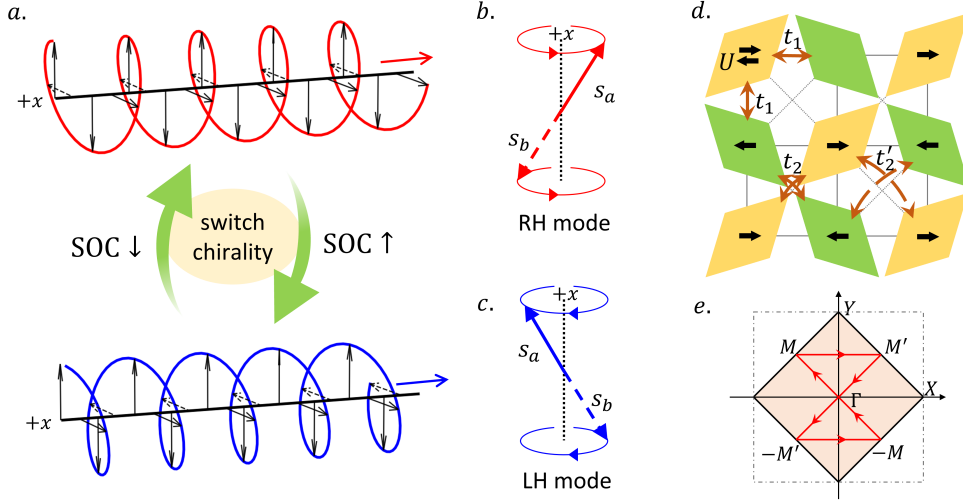 a.
+x
SOC ↓
switch
chirality
SOC ↑
+x
b.
+x
s_a
s_b
RH mode
c.
+x
s_a
s_b
LH mode
d.
U
t_1
t_1
t_2
t_2'
e.
Y
M
M'
X
Γ
-M'
-M